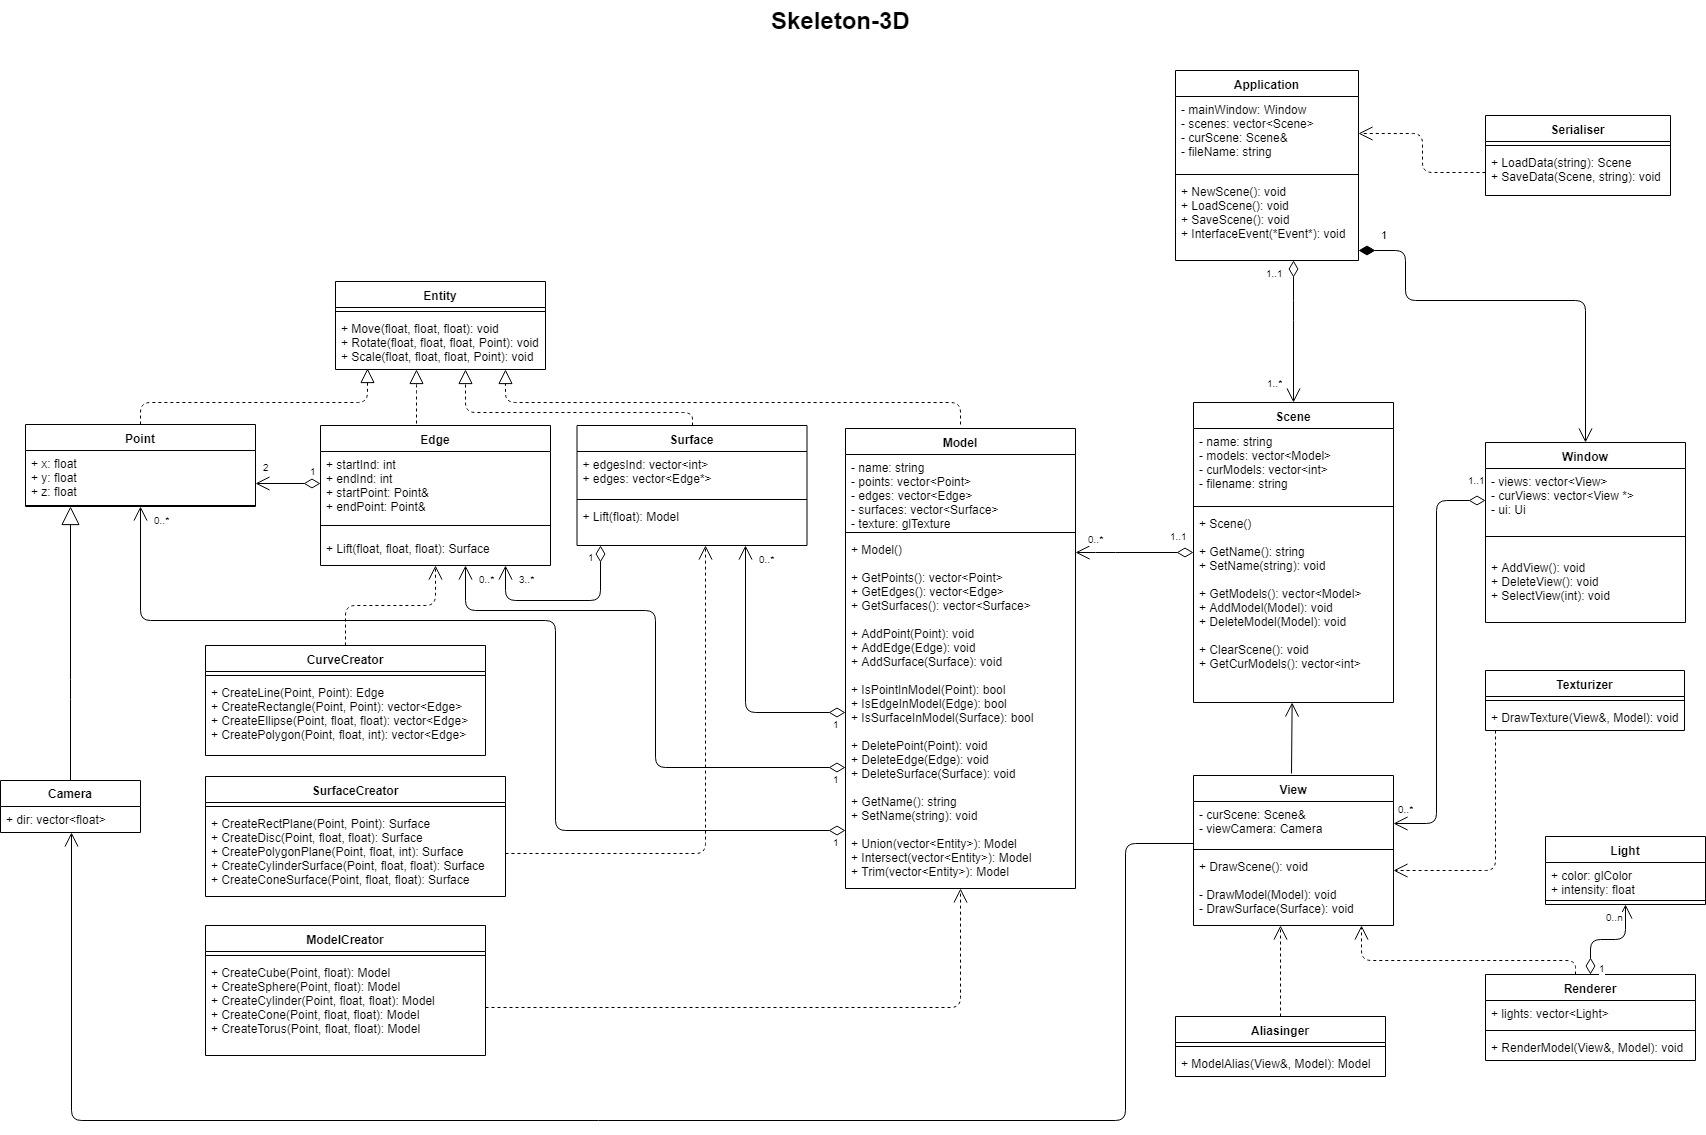 Skeleton-3D
Application
- mainWindow: Window
- scenes: vector<Scene>
- curScene: Scene&
- fileName: string
+ NewScene(): void
+ LoadScene(): void
+ SaveScene(): void
+ InterfaceEvent(*Event*): void
Serialiser
+ LoadData(string): Scene
+ SaveData(Scene, string): void
1
1..1
1..*
Entity
+ Move(float, float, float): void
+ Rotate(float, float, float, Point): void
+ Scale(float, float, float, Point): void
Point
+ x: float
+ y: float
+ z: float
2
1
0..*
Edge
+ startInd: int
+ endInd: int
+ startPoint: Point&
+ endPoint: Point&
+ Lift(float, float, float): Surface
0..*
3..*
Surface
+ edgesInd: vector<int>
+ edges: vector<Edge*>
+ Lift(float): Model
1
0..*
Model
- name: string
- points: vector<Point>
- edges: vector<Edge>
- surfaces: vector<Surface>
- texture: glTexture
+ Model()
+ GetPoints(): vector<Point>
+ GetEdges(): vector<Edge>
+ GetSurfaces(): vector<Surface>
+ AddPoint(Point): void
+ AddEdge(Edge): void
+ AddSurface(Surface): void
+ IsPointInModel(Point): bool
+ IsEdgeInModel(Edge): bool
+ IsSurfaceInModel(Surface): bool
+ DeletePoint(Point): void
+ DeleteEdge(Edge): void
+ DeleteSurface(Surface): void
+ GetName(): string
+ SetName(string): void
+ Union(vector<Entity>): Model
+ Intersect(vector<Entity>): Model
+ Trim(vector<Entity>): Model
1
1
1
0..*
1..1
Scene
- name: string
- models: vector<Model>
- curModels: vector<int>
- filename: string
+ Scene()
+ GetName(): string
+ SetName(string): void
+ GetModels(): vector<Model>
+ AddModel(Model): void
+ DeleteModel(Model): void
+ ClearScene(): void
+ GetCurModels(): vector<int>
1..1
Window
- views: vector<View>
- curViews: vector<View *>
- ui: Ui
+ AddView(): void
+ DeleteView(): void
+ SelectView(int): void
CurveCreator
+ CreateLine(Point, Point): Edge
+ CreateRectangle(Point, Point): vector<Edge>
+ CreateEllipse(Point, float, float): vector<Edge>
+ CreatePolygon(Point, float, int): vector<Edge>
Texturizer
+ DrawTexture(View&, Model): void
Camera
+ dir: vector<float>
SurfaceCreator
+ CreateRectPlane(Point, Point): Surface
+ CreateDisc(Point, float, float): Surface
+ CreatePolygonPlane(Point, float, int): Surface
+ CreateCylinderSurface(Point, float, float): Surface
+ CreateConeSurface(Point, float, float): Surface
View
- curScene: Scene&
- viewCamera: Camera
+ DrawScene(): void
- DrawModel(Model): void
- DrawSurface(Surface): void
0..*
Light
+ color: glColor
+ intensity: float
0..n
1
ModelCreator
+ CreateCube(Point, float): Model
+ CreateSphere(Point, float): Model
+ CreateCylinder(Point, float, float): Model
+ CreateCone(Point, float, float): Model
+ CreateTorus(Point, float, float): Model
Renderer
+ lights: vector<Light>
+ RenderModel(View&, Model): void
Aliasinger
+ ModelAlias(View&, Model): Model